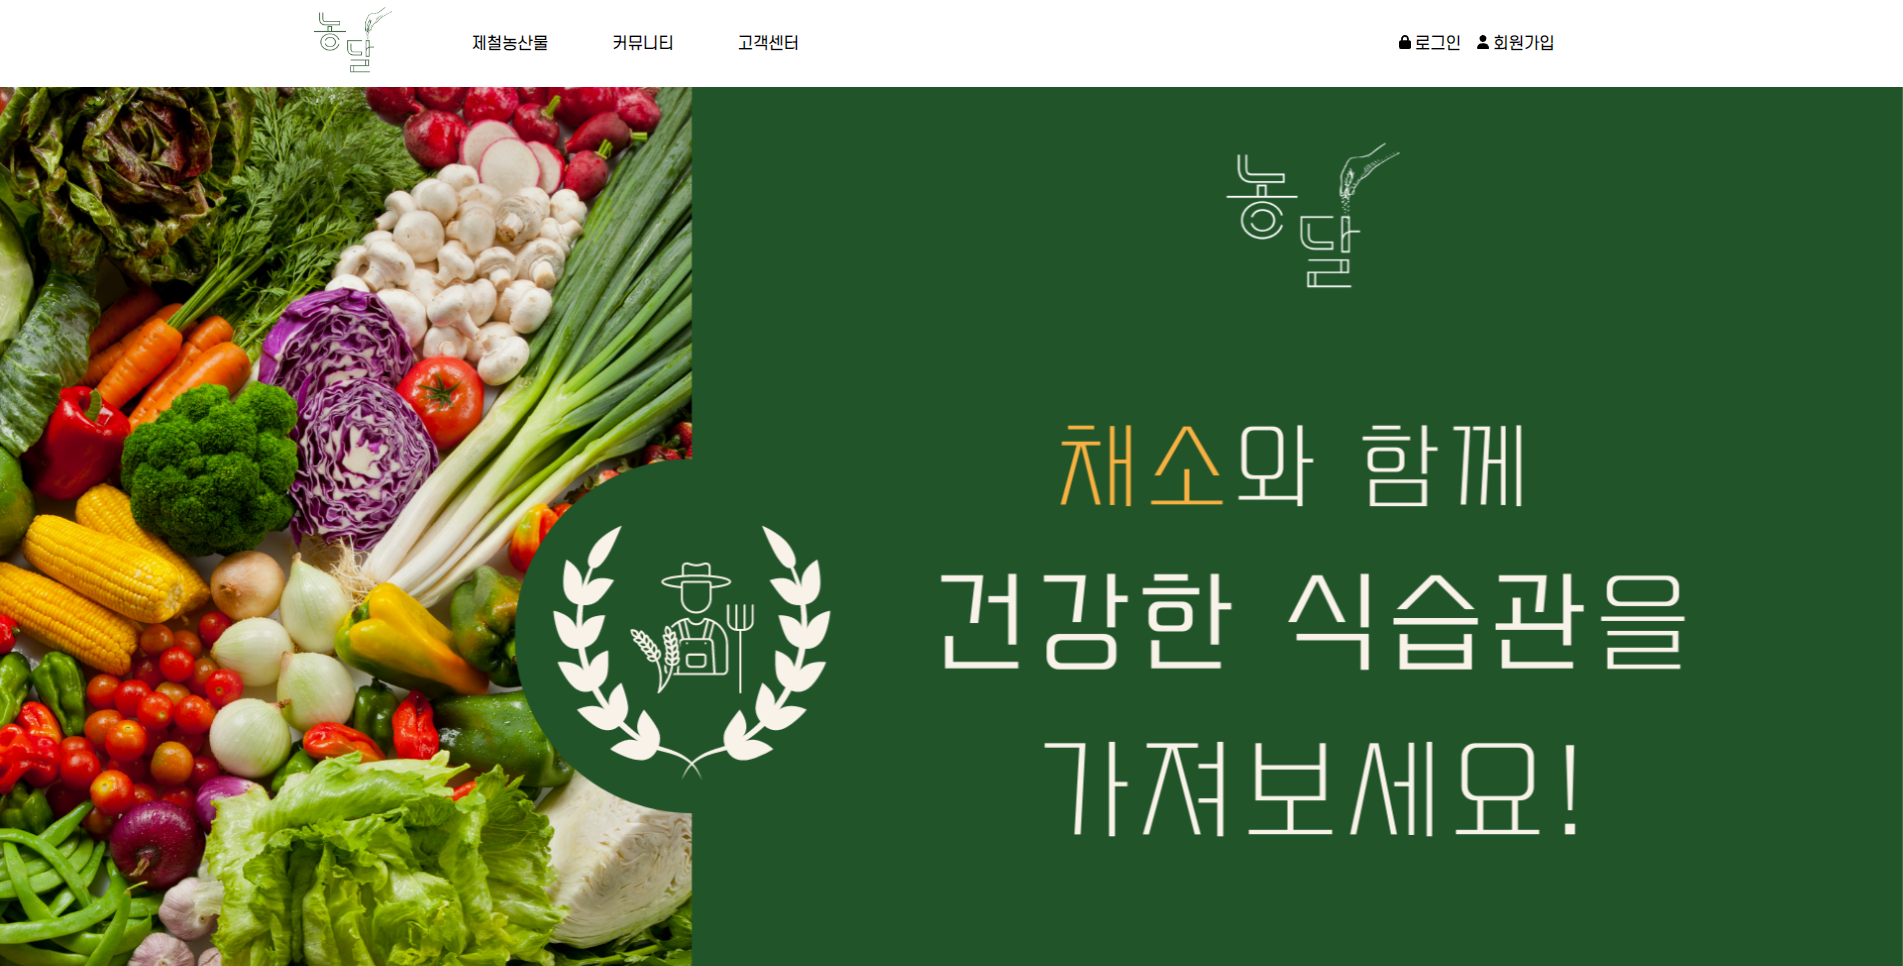 농달
제철농산물 커뮤니티 고객센터 로그인 회원가입
농달
채소와 함께
건강한 식습관을
가져보세요!